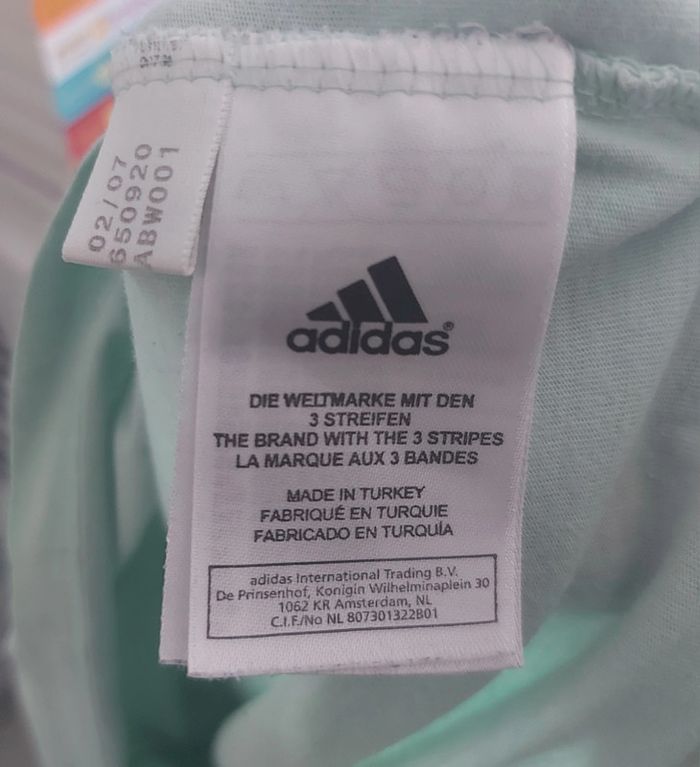 02/07
650920
ABW001
adidas®
DIE WELTMARKE MIT DEN
3 STREIFEN
THE BRAND WITH THE 3 STRIPES
LA MARQUE AUX 3 BANDES
MADE IN TURKEY
FABRIQUÉ EN TURQUIE
FABRICADO EN TURQUÍA
adidas International Trading B.V.
De Prinsenhof, Konigin Wilhelminaplein 30
1062 KR Amsterdam, NL
C.I.F./No NL 807301322B01